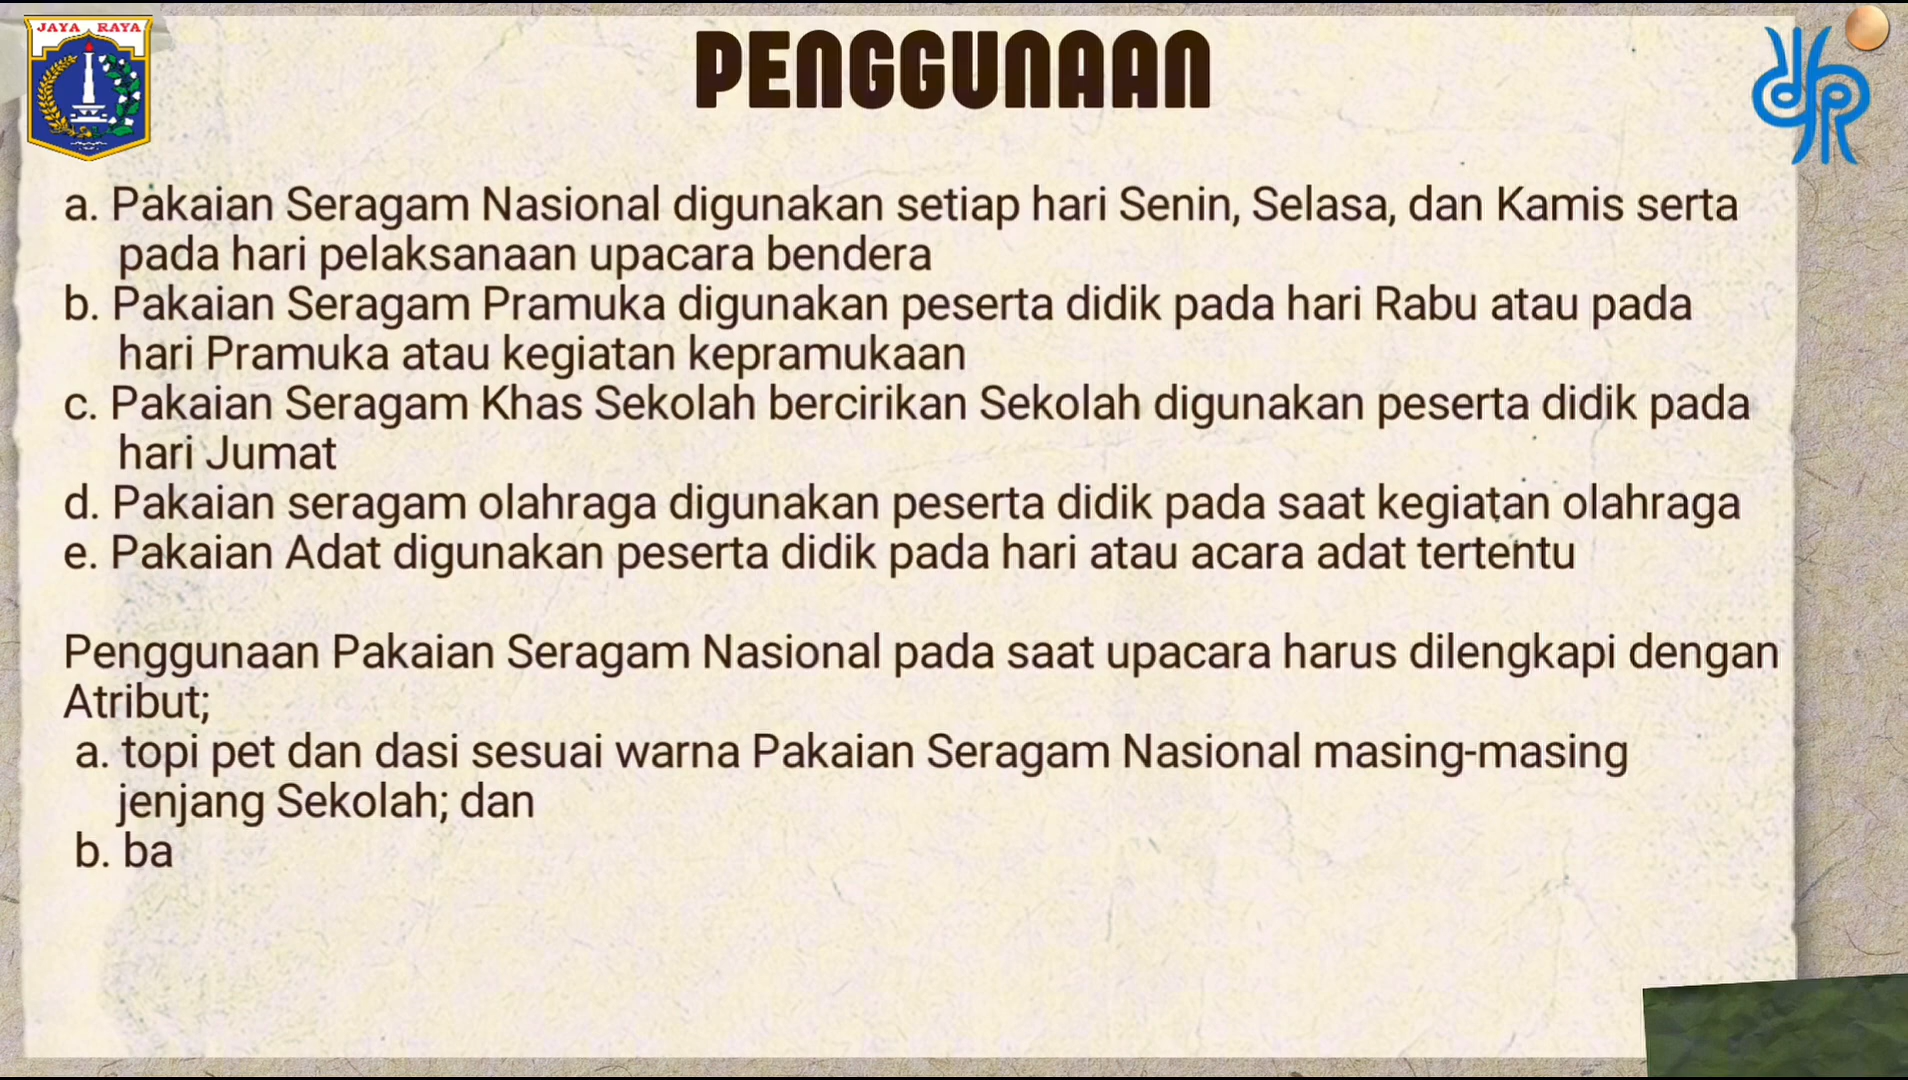 JAYA RAYA
PENGGUNAAN
a. Pakaian Seragam Nasional digunakan setiap hari Senin, Selasa, dan Kamis serta
pada hari pelaksanaan upacara bendera
b. Pakaian Seragam Pramuka digunakan peserta didik pada hari Rabu atau pada
hari Pramuka atau kegiatan kepramukaan
c. Pakaian Seragam Khas Sekolah bercirikan Sekolah digunakan peserta didik pada
hari Jumat
d. Pakaian seragam olahraga digunakan peserta didik pada saat kegiatan olahraga
e. Pakaian Adat digunakan peserta didik pada hari atau acara adat tertentu
Penggunaan Pakaian Seragam Nasional pada saat upacara harus dilengkapi dengan
Atribut;
a. topi pet dan dasi sesuai warna Pakaian Seragam Nasional masing-masing
jenjang Sekolah; dan
b. ba